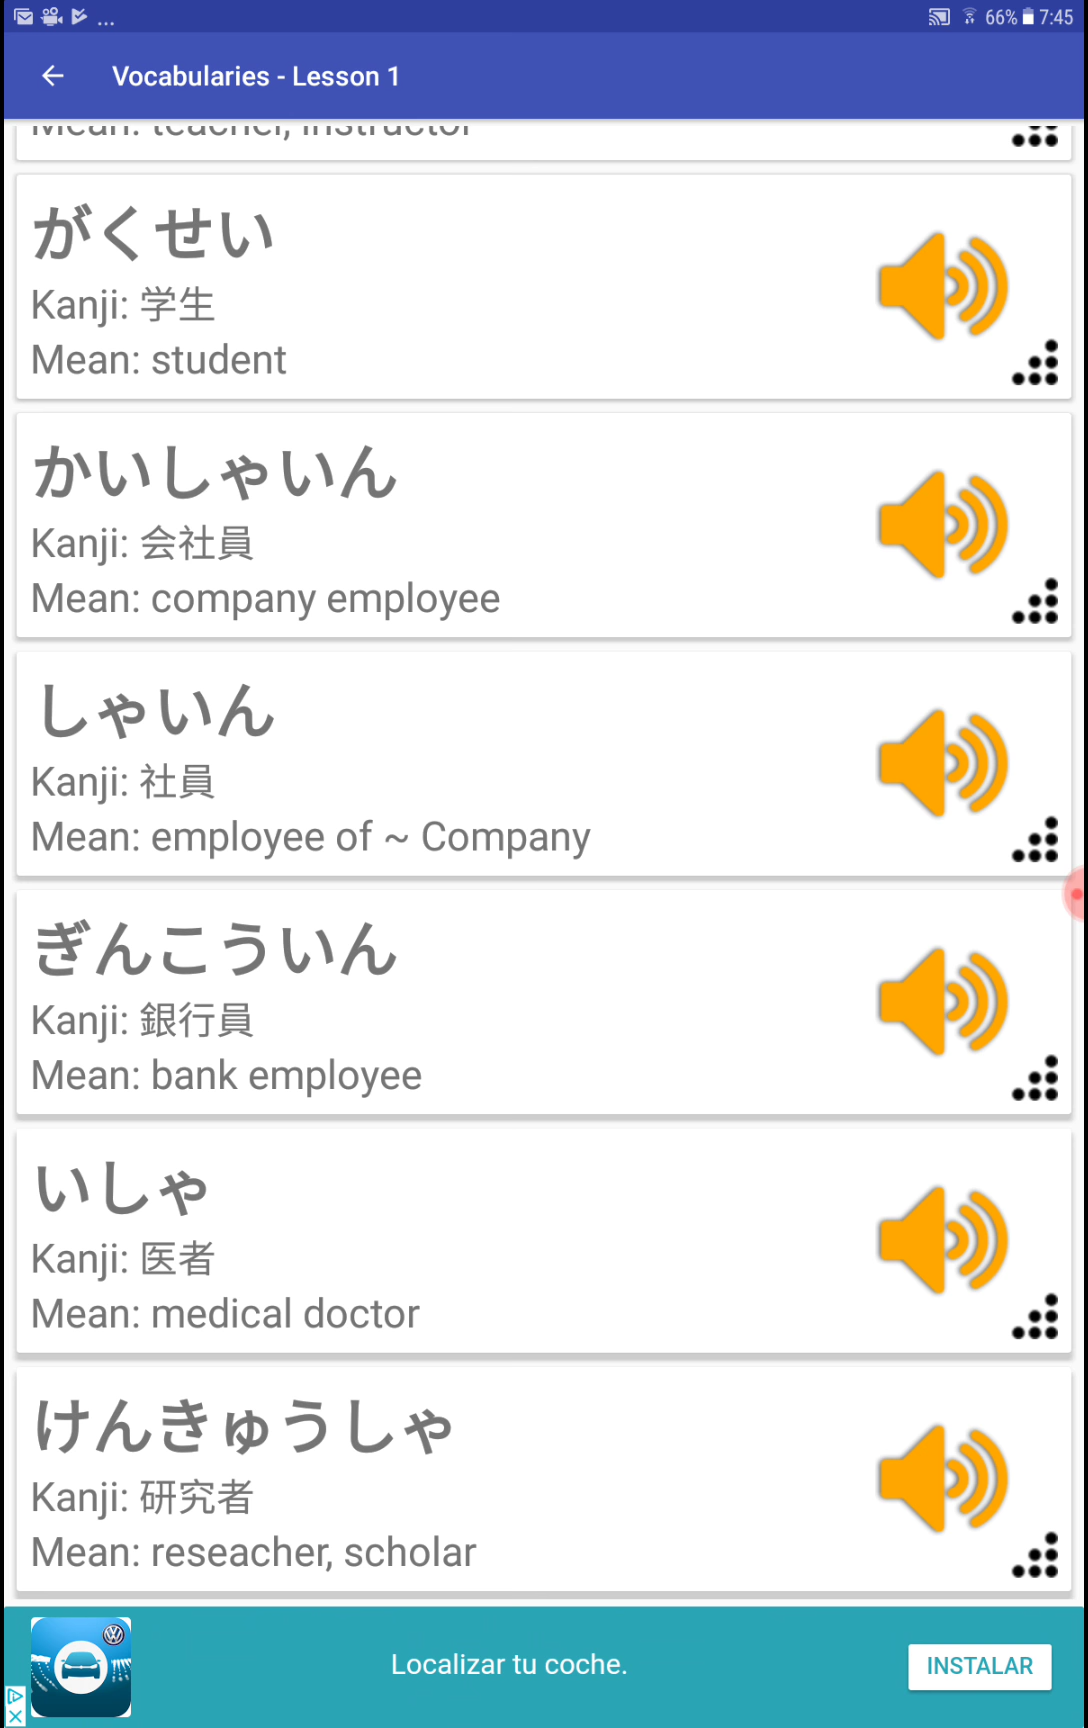 ... 66% 7:45
Vocabularies - Lesson 1
Mean: teacher, instructor
がくせい
Kanji: 学生
Mean: student
かいしゃいん
Kanji: 会社員
Mean: company employee
しゃいん
Kanji: 社員
Mean: employee of ~ Company
ぎんこういん
Kanji: 銀行員
Mean: bank employee
いしゃ
Kanji: 医者
Mean: medical doctor
けんきゅうしゃ
Kanji: 研究者
Mean: reseacher, scholar
Localizar tu coche.
INSTALAR